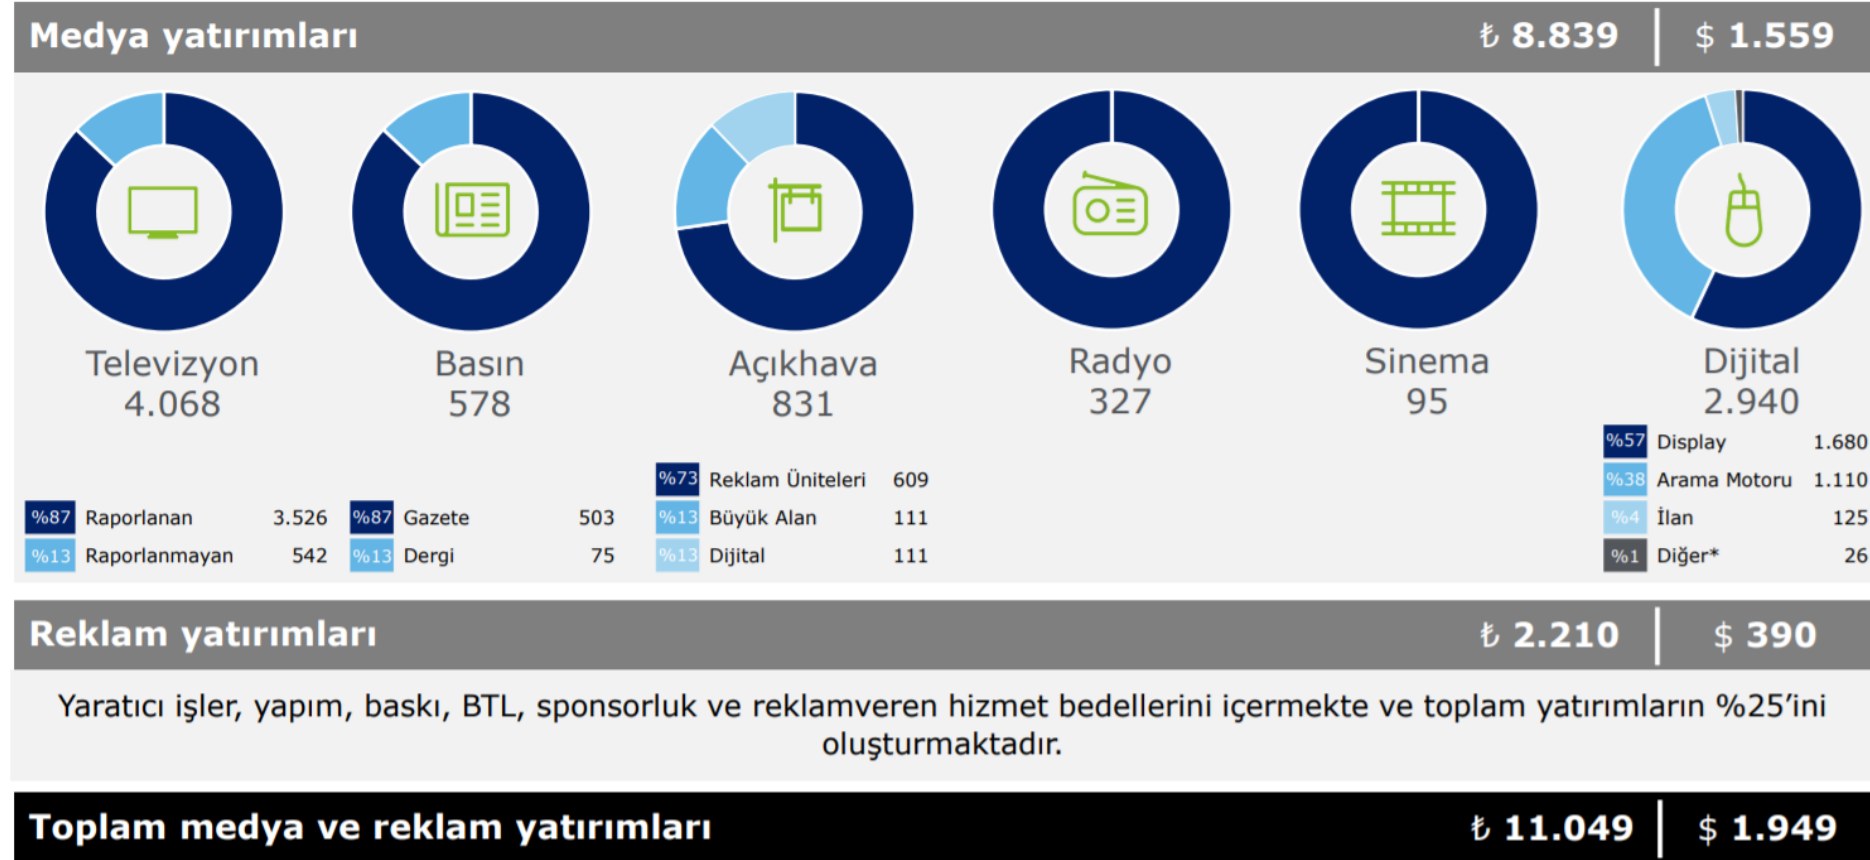 Medya yatırımları ₺ 8.839 $ 1.559
Televizyon
4.068
%87 Raporlanan 3.526
%13 Raporlanmayan 542
Basın
578
%87 Gazete 503
%13 Dergi 75
Açıkhava
831
%73 Reklam Üniteleri 609
%13 Büyük Alan 111
%13 Dijital 111
Radyo
327
Sinema
95
Dijital
2.940
%57 Display 1.680
%38 Arama Motoru 1.110
%4 İlan 125
%1 Diğer* 26
Reklam yatırımları ₺ 2.210 $ 390
Yaratıcı işler, yapım, baskı, BTL, sponsorluk ve reklamveren hizmet bedellerini içermekte ve toplam yatırımların %25’ini
oluşturmaktadır.
Toplam medya ve reklam yatırımları ₺ 11.049 $ 1.949